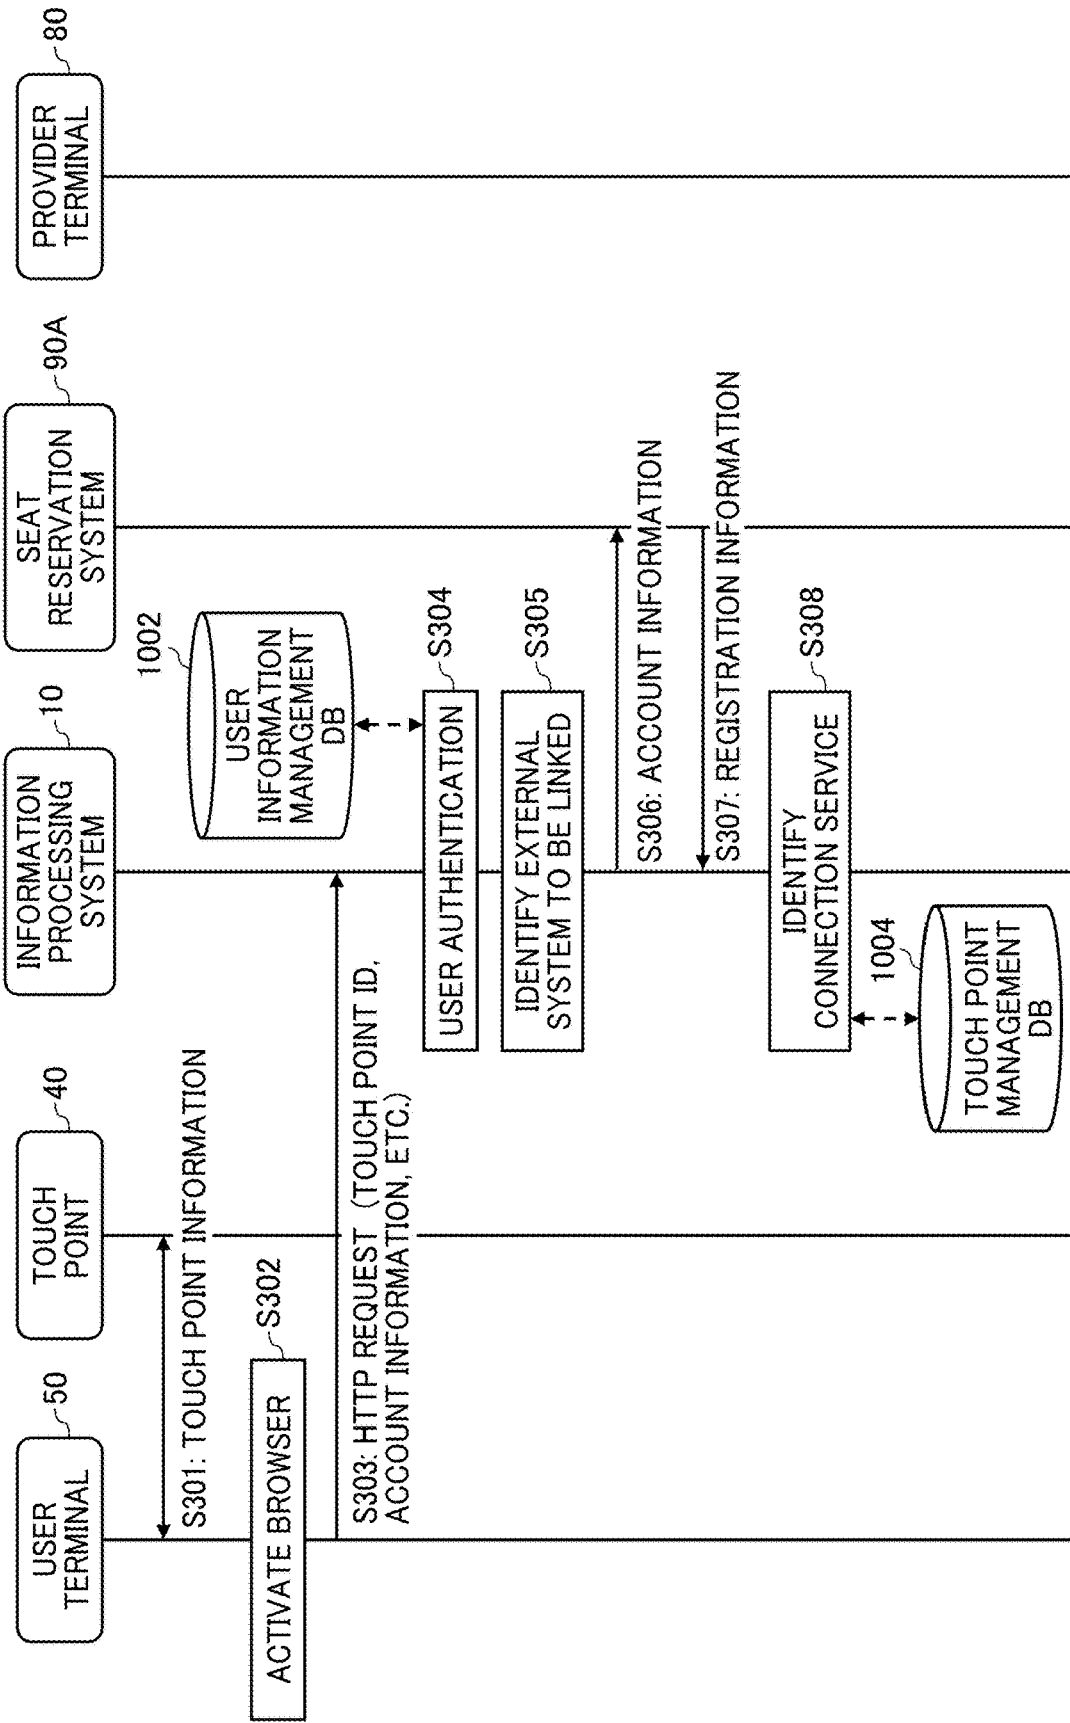 USER
TERMINAL
50
TOUCH
POINT
40
INFORMATION
PROCESSING
SYSTEM
10
SEAT
RESERVATION
SYSTEM
90A
PROVIDER
TERMINAL
80
S301: TOUCH POINT INFORMATION
1002
USER
INFORMATION
MANAGEMENT
DB
ACTIVATE BROWSER
S302
S303: HTTP REQUEST (TOUCH POINT ID,
ACCOUNT INFORMATION, ETC.)
USER AUTHENTICATION
S304
IDENTIFY EXTERNAL
SYSTEM TO BE LINKED
S305
S306: ACCOUNT INFORMATION
S307: REGISTRATION INFORMATION
IDENTIFY
CONNECTION SERVICE
S308
1004
TOUCH POINT
MANAGEMENT
DB